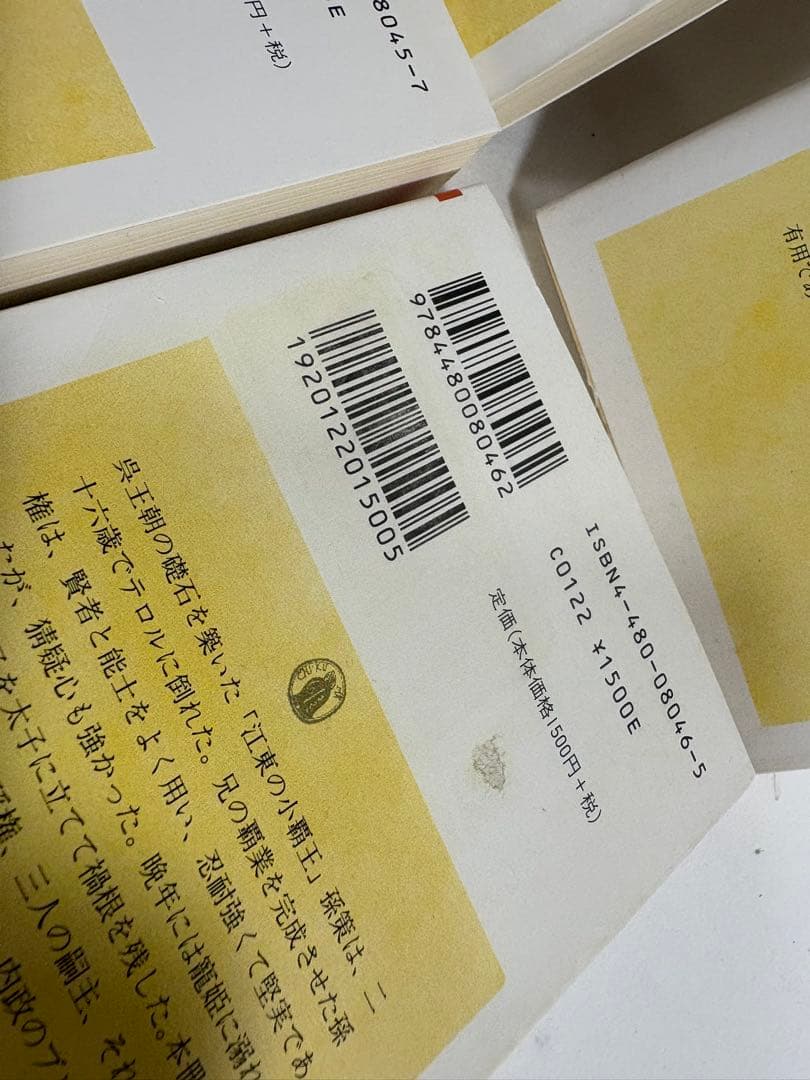 8045-7
E
円+税)
有用であ
9784480080462
1920122015005
ISBN4-480-08046-5
C0122 ¥1500E
定価(本体価格1500円+税)
呉王朝の礎石を築いた「江東の小覇王」孫策は、二
十六歳でテロルに倒れた。兄の覇業を完成させた孫
権は、賢者と能士をよく用い、忍耐強くて堅実であ
たが、猜疑心も強かった。晩年には寵姫に溺れ
を太子に立てて禍根を残した。本冊
権、三人の嗣主、それ
内政のブ